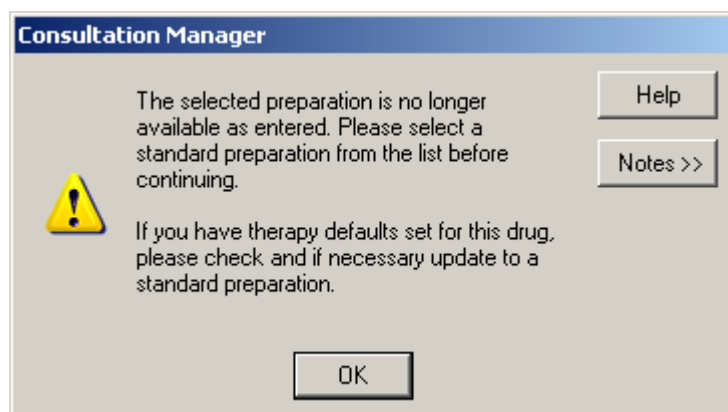 Consultation Manager
The selected preparation is no longer
available as entered. Please select a
standard preparation from the list before
continuing.
If you have therapy defaults set for this drug,
please check and if necessary update to a
standard preparation.
Help
Notes >>
OK